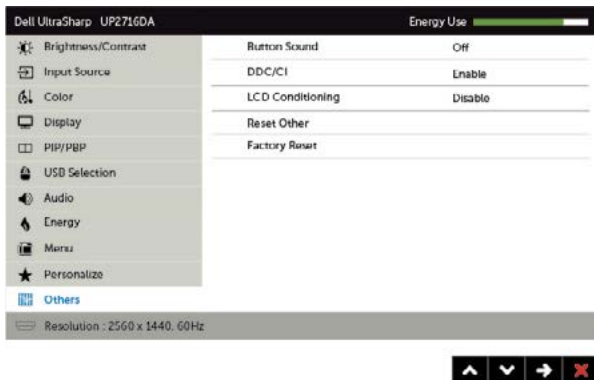 Dell UltraSharp UP2716DA Energy Use
Brightness/Contrast Button Sound Off
Input Source DDC/CI Enable
Color LCD Conditioning Disable
Display Reset Other
PIP/PBP Factory Reset
USB Selection
Audio
Energy
Menu
Personalize
Others
Resolution : 2560 x 1440, 60Hz